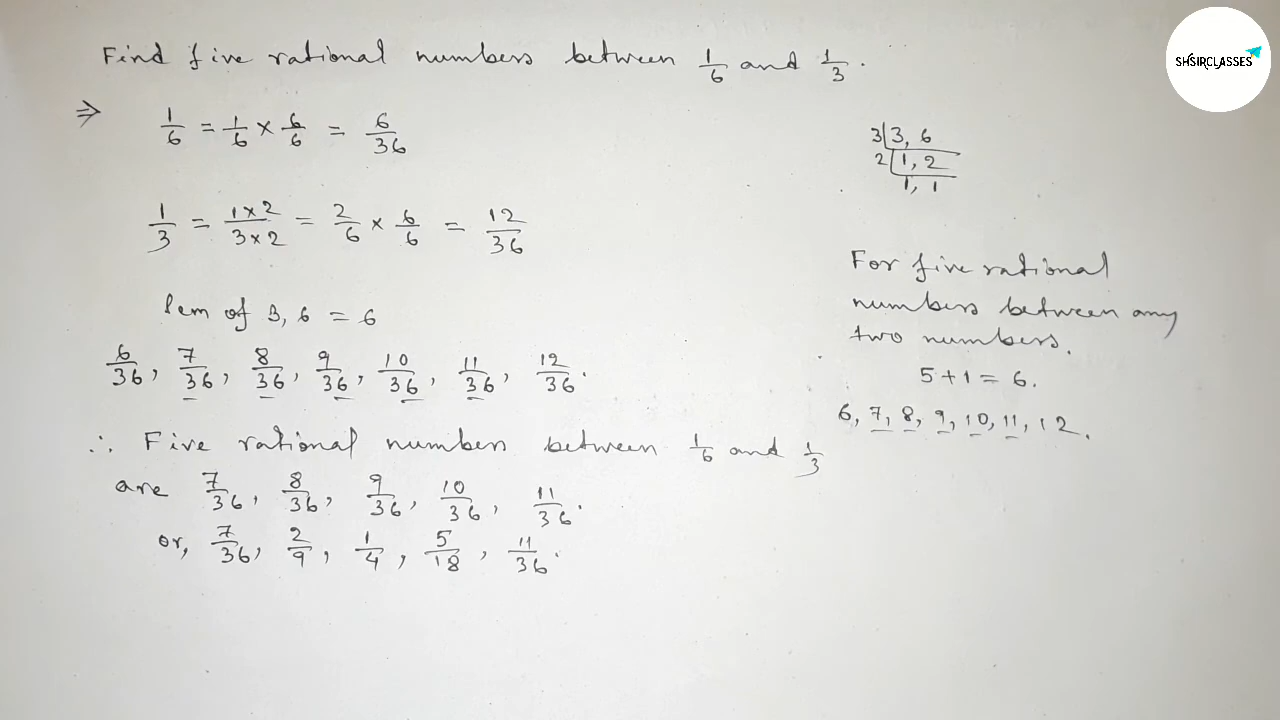 Find five rational numbers between 1/6 and 1/3.
SHSIRCLASSES
⇒ 1/6 = 1/6 × 6/6 = 6/36
3|3, 6
2|1, 2
1, 1
1/3 = 1×2/3×2 = 2/6 × 6/6 = 12/36
lcm of 3, 6 = 6
6/36, 7/36, 8/36, 9/36, 10/36, 11/36, 12/36.
For five rational
numbers between any
two numbers.
5+1 = 6.
6, 7, 8, 9, 10, 11, 12.
∴ Five rational numbers between 1/6 and 1/3
are 7/36, 8/36, 9/36, 10/36, 11/36.
or, 7/36, 2/9, 1/4, 5/18, 11/36.